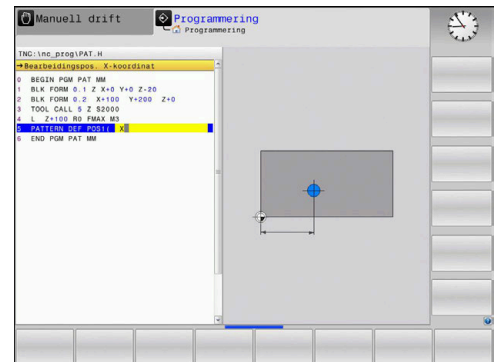 Manuell drift
Programmering
Programmering
TNC:\nc_prog\PAT.H
→Bearbeidingspos. X-koordinat
0 BEGIN PGM PAT MM
1 BLK FORM 0.1 Z X+0 Y+0 Z-20
2 BLK FORM 0.2 X+100 Y+200 Z+0
3 TOOL CALL 5 Z S2000
4 L Z+100 R0 FMAX M3
5 PATTERN DEF POS1( X
6 END PGM PAT MM